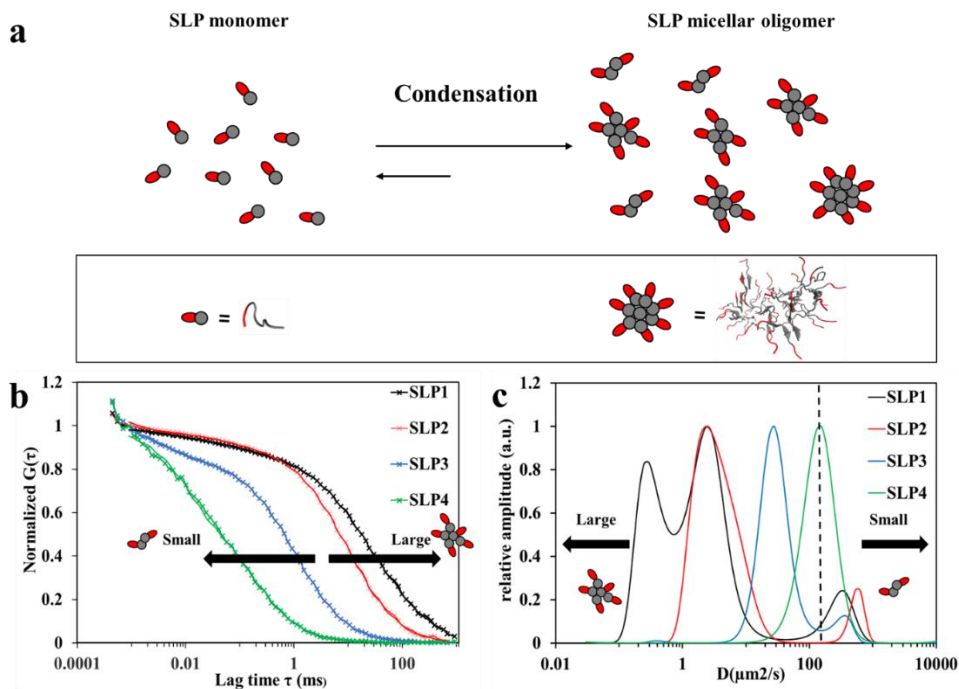 a
SLP monomer
SLP micellar oligomer
Condensation
=
=
b
1.2
1
0.8
0.6
0.4
0.2
0
Normalized G(τ)
SLP1
SLP2
SLP3
SLP4
Small
Large
0.0001
0.01
1
100
Lag time τ (ms)
c
1.2
1
0.8
0.6
0.4
0.2
0
relative amplitude (a.u.)
SLP1
SLP2
SLP3
SLP4
Large
Small
0.01
1
100
10000
D(µm2/s)